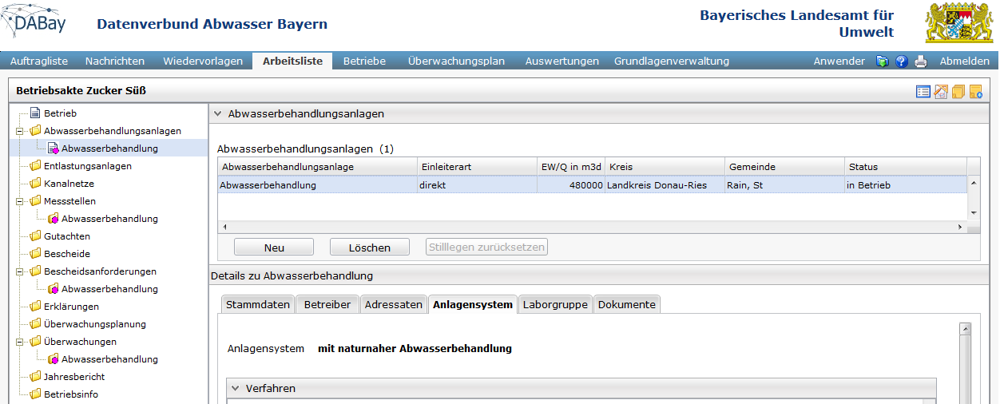 DABay
Datenverbund Abwasser Bayern
Bayerisches Landesamt für
Umwelt
Auftragliste Nachrichten Wiedervorlagen Arbeitsliste Betriebe Überwachungsplan Auswertungen Grundlagenverwaltung Anwender ? Abmelden
Betriebsakte Zucker Süß
Betrieb
Abwasserbehandlungsanlagen
Abwasserbehandlung
Entlastungsanlagen
Kanalnetze
Messstellen
Abwasserbehandlung
Gutachten
Bescheide
Bescheidsanforderungen
Abwasserbehandlung
Erklärungen
Überwachungsplanung
Überwachungen
Abwasserbehandlung
Jahresbericht
Betriebsinfo
Abwasserbehandlungsanlagen
Abwasserbehandlungsanlagen (1)
Abwasserbehandlungsanlage Einleiterart EW/Q in m3d Kreis Gemeinde Status
Abwasserbehandlung direkt 480000 Landkreis Donau-Ries Rain, St in Betrieb
Neu Löschen Stilllegen zurücksetzen
Details zu Abwasserbehandlung
Stammdaten Betreiber Adressaten Anlagensystem Laborgruppe Dokumente
Anlagensystem mit naturnaher Abwasserbehandlung
Verfahren